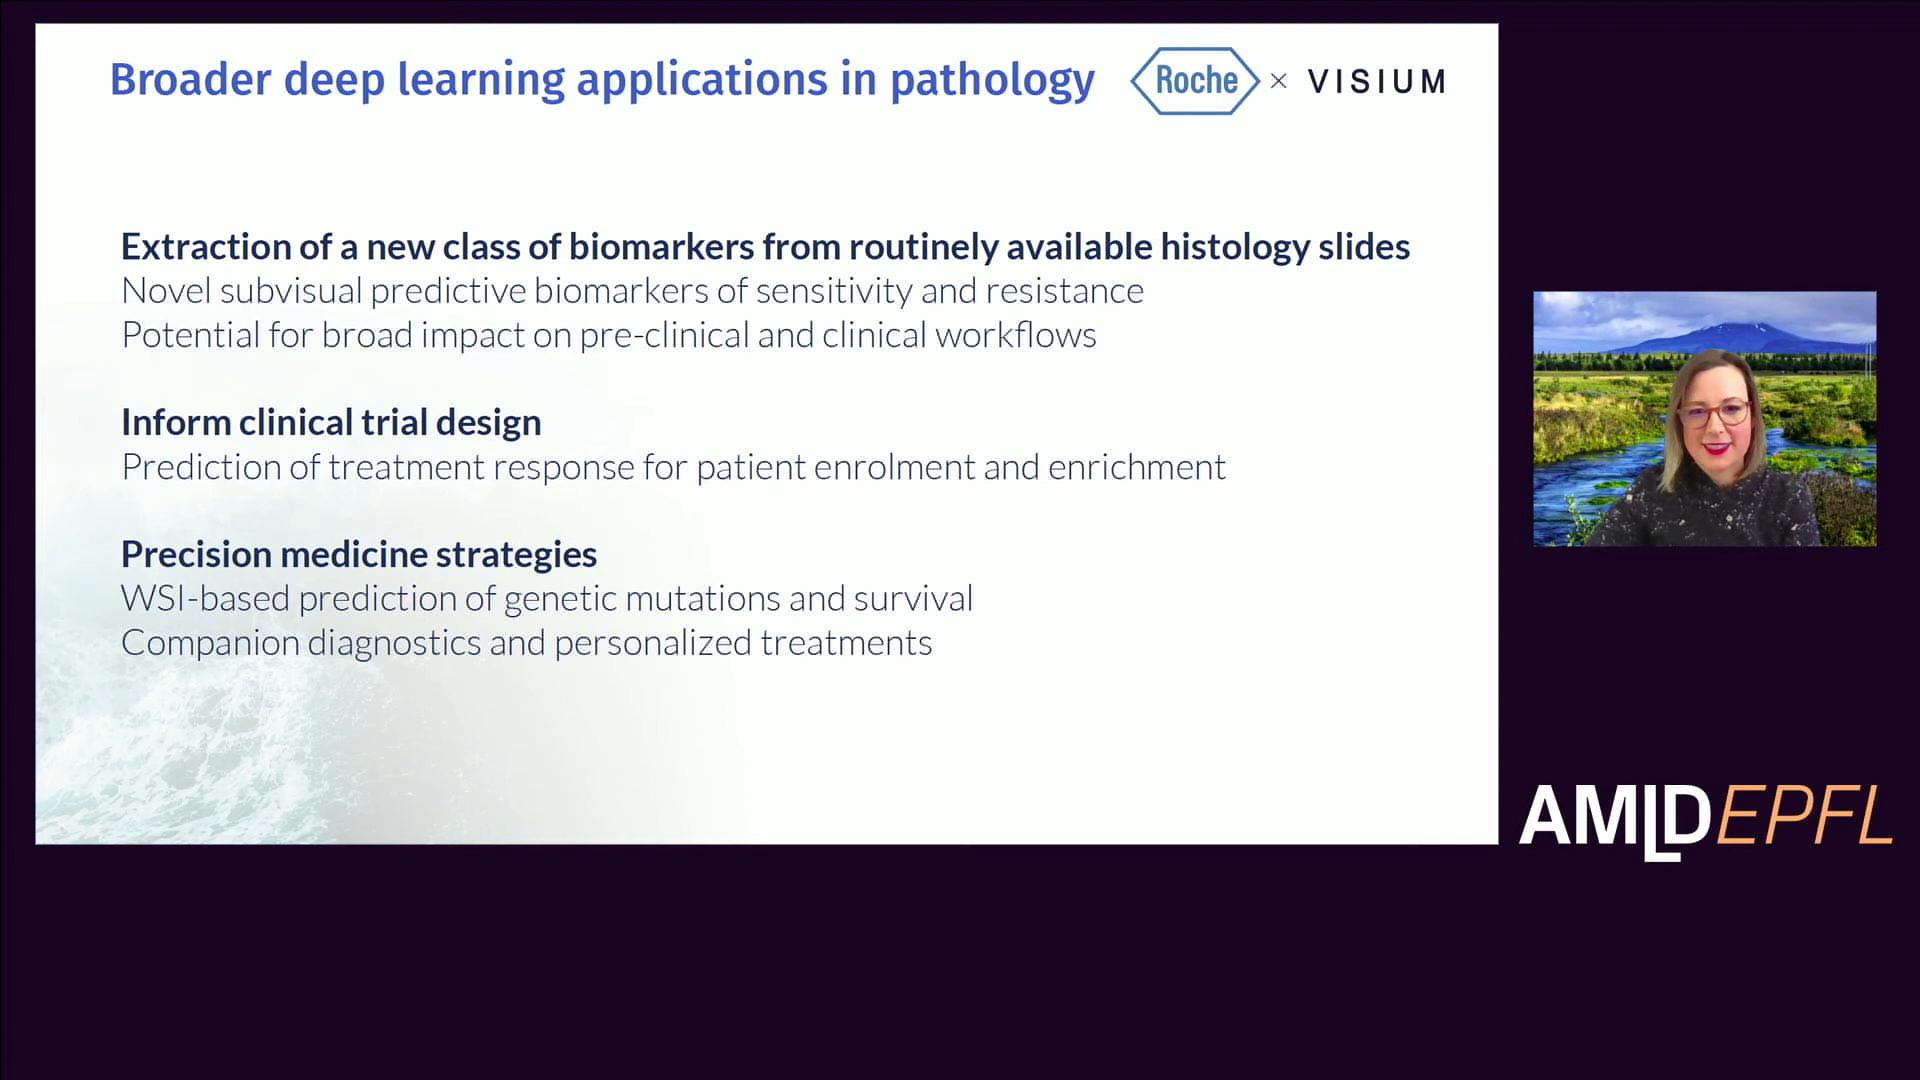 Broader deep learning applications in pathology
Roche × VISIUM
Extraction of a new class of biomarkers from routinely available histology slides
Novel subvisual predictive biomarkers of sensitivity and resistance
Potential for broad impact on pre-clinical and clinical workflows
Inform clinical trial design
Prediction of treatment response for patient enrolment and enrichment
Precision medicine strategies
WSI-based prediction of genetic mutations and survival
Companion diagnostics and personalized treatments
AMLDEPFL